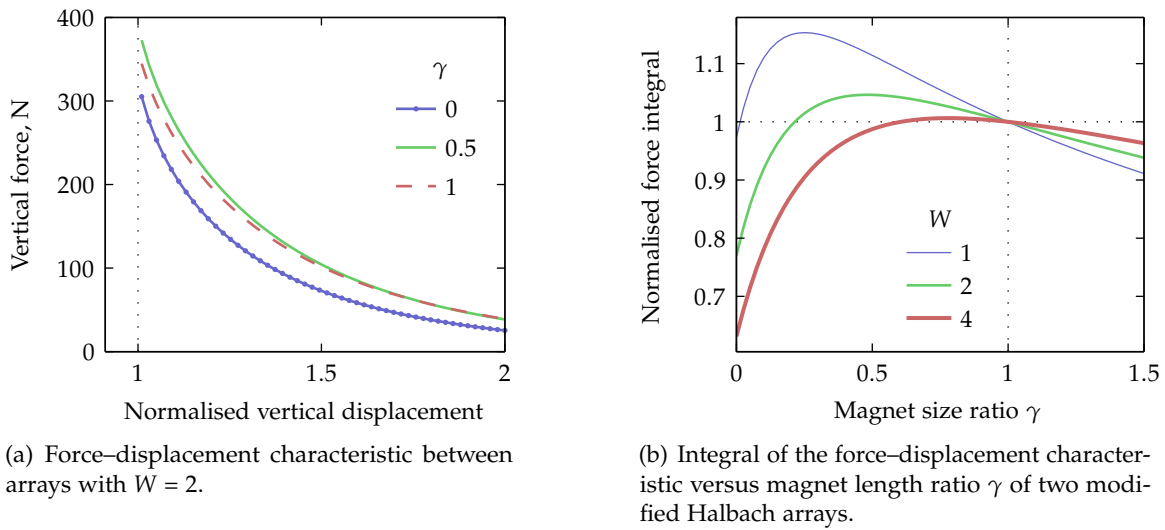 400
300
200
100
0
Vertical force, N
γ
0
0.5
1
1
1.5
2
Normalised vertical displacement
(a) Force–displacement characteristic between
arrays with W = 2.
1.1
1
0.9
0.8
0.7
Normalised force integral
W
1
2
4
0
0.5
1
1.5
Magnet size ratio γ
(b) Integral of the force–displacement character-
istic versus magnet length ratio γ of two modi-
fied Halbach arrays.